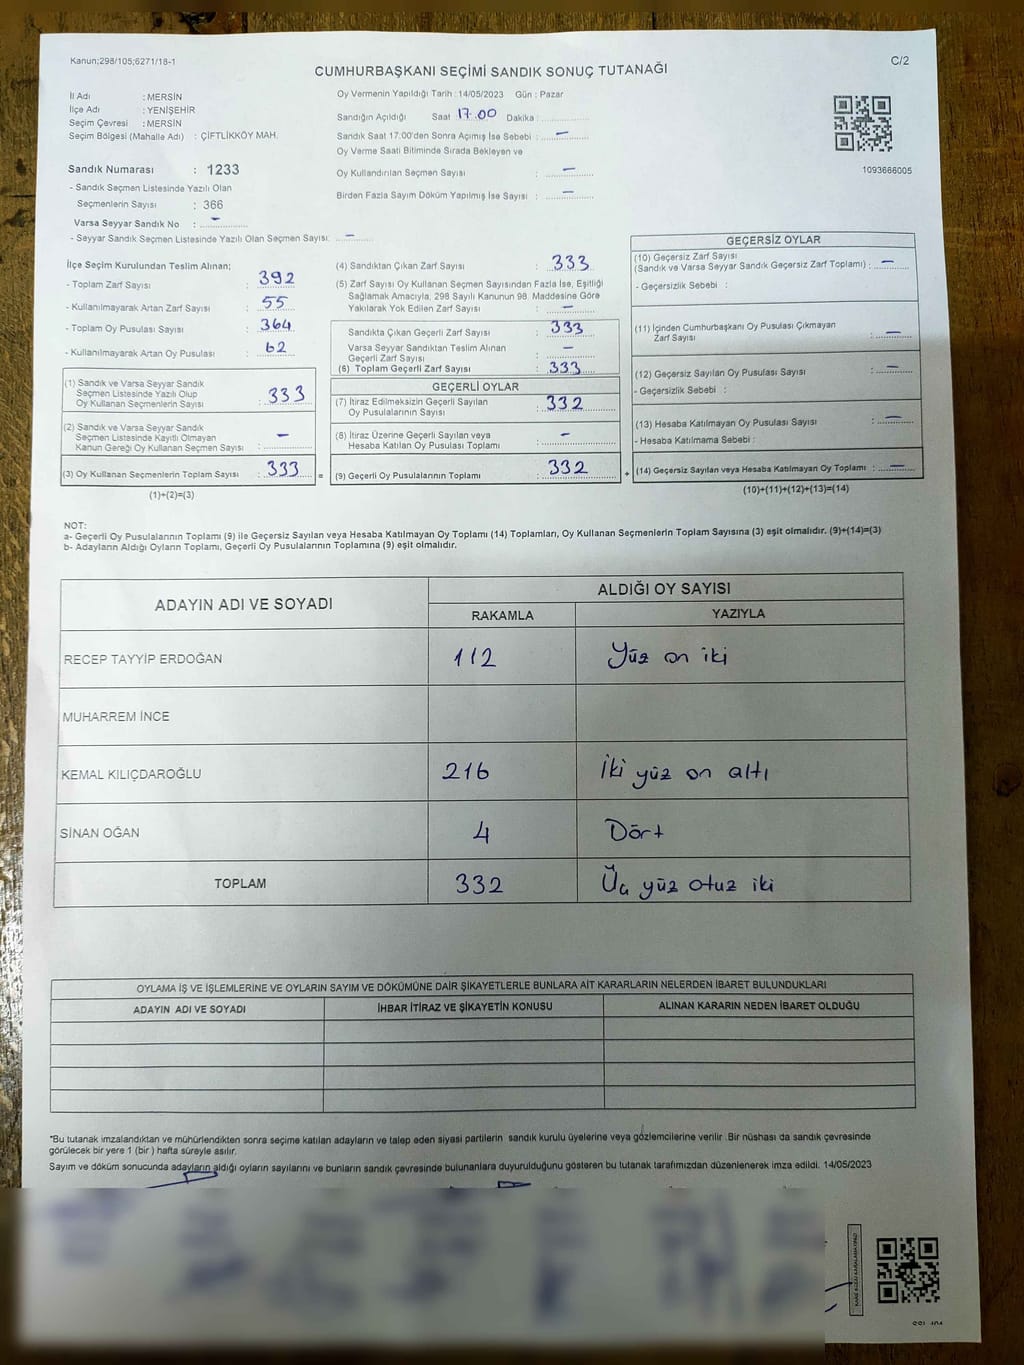 Kanun;298/105;6271/18-1
C/2
CUMHURBAŞKANI SEÇİMİ SANDIK SONUÇ TUTANAĞI
İl Adı : MERSİN
İlçe Adı : YENİŞEHİR
Seçim Çevresi : MERSİN
Seçim Bölgesi (Mahalle Adı) : ÇİFTLİKKÖY MAH.
Sandık Numarası : 1233
- Sandık Seçmen Listesinde Yazılı Olan
Seçmenlerin Sayısı : 366
Varsa Seyyar Sandık No : –
- Seyyar Sandık Seçmen Listesinde Yazılı Olan Seçmen Sayısı: –
Oy Vermenin Yapıldığı Tarih : 14/05/2023 Gün : Pazar
Sandığın Açıldığı Saat 17.00 Dakika :
Sandık Saat 17:00'den Sonra Açımış İse Sebebi : –
Oy Verme Saati Bitiminde Sırada Bekleyen ve
Oy Kullandırılan Seçmen Sayısı : –
Birden Fazla Sayım Döküm Yapılmış İse Sayısı : –
1093666005
İlçe Seçim Kurulundan Teslim Alınan;
- Toplam Zarf Sayısı : 392
- Kullanılmayarak Artan Zarf Sayısı : 55
- Toplam Oy Pusulası Sayısı : 364
- Kullanılmayarak Artan Oy Pusulası : 62
(1) Sandık ve Varsa Seyyar Sandık
Seçmen Listesinde Yazılı Olup
Oy Kullanan Seçmenlerin Sayısı : 333
(2) Sandık ve Varsa Seyyar Sandık
Seçmen Listesinde Kayıtlı Olmayan
Kanun Gereği Oy Kullanan Seçmen Sayısı : –
(3) Oy Kullanan Seçmenlerin Toplam Sayısı : 333 =
(1)+(2)=(3)
(4) Sandıktan Çıkan Zarf Sayısı : 333
(5) Zarf Sayısı Oy Kullanan Seçmen Sayısından Fazla İse, Eşitliği
Sağlamak Amacıyla, 298 Sayılı Kanunun 98. Maddesine Göre
Yakılarak Yok Edilen Zarf Sayısı : –
Sandıkta Çıkan Geçerli Zarf Sayısı : 333
Varsa Seyyar Sandıktan Teslim Alınan
Geçerli Zarf Sayısı : –
(6) Toplam Geçerli Zarf Sayısı : 333
GEÇERLİ OYLAR
(7) İtiraz Edilmeksizin Geçerli Sayılan
Oy Pusulalarının Sayısı : 332
(8) İtiraz Üzerine Geçerli Sayılan veya
Hesaba Katılan Oy Pusulası Toplamı : –
(9) Geçerli Oy Pusulalarının Toplamı : 332 +
GEÇERSİZ OYLAR
(10) Geçersiz Zarf Sayısı
(Sandık ve Varsa Seyyar Sandık Geçersiz Zarf Toplamı) : –
- Geçersizlik Sebebi :
(11) İçinden Cumhurbaşkanı Oy Pusulası Çıkmayan
Zarf Sayısı : –
(12) Geçersiz Sayılan Oy Pusulası Sayısı : –
- Geçersizlik Sebebi :
(13) Hesaba Katılmayan Oy Pusulası Sayısı : –
- Hesaba Katılmama Sebebi :
(14) Geçersiz Sayılan veya Hesaba Katılmayan Oy Toplamı : –
(10)+(11)+(12)+(13)=(14)
NOT:
a- Geçerli Oy Pusulalarının Toplamı (9) ile Geçersiz Sayılan veya Hesaba Katılmayan Oy Toplamı (14) Toplamları, Oy Kullanan Seçmenlerin Toplam Sayısına (3) eşit olmalıdır. (9)+(14)=(3)
b- Adayların Aldığı Oyların Toplamı, Geçerli Oy Pusulalarının Toplamına (9) eşit olmalıdır.
ADAYIN ADI VE SOYADI ALDIĞI OY SAYISI
RAKAMLA YAZIYLA
RECEP TAYYİP ERDOĞAN 112 Yüz on iki
MUHARREM İNCE
KEMAL KILIÇDAROĞLU 216 İki yüz on altı
SİNAN OĞAN 4 Dört
TOPLAM 332 Üç yüz otuz iki
OYLAMA İŞ VE İŞLEMLERİNE VE OYLARIN SAYIM VE DÖKÜMÜNE DAİR ŞİKAYETLERLE BUNLARA AİT KARARLARIN NELERDEN İBARET BULUNDUKLARI
ADAYIN ADI VE SOYADI İHBAR İTİRAZ VE ŞİKAYETİN KONUSU ALINAN KARARIN NEDEN İBARET OLDUĞU
*Bu tutanak imzalandıktan ve mühürlendikten sonra seçime katılan adayların ve talep eden siyasi partilerin sandık kurulu üyelerine veya gözlemcilerine verilir .Bir nüshası da sandık çevresinde
görülecek bir yere 1 (bir ) hafta süreyle asılır.
Sayım ve döküm sonucunda adayların aldığı oyların sayılarını ve bunların sandık çevresinde bulunanlara duyurulduğunu gösteren bu tutanak tarafımızdan düzenlenerek imza edildi. 14/05/2023